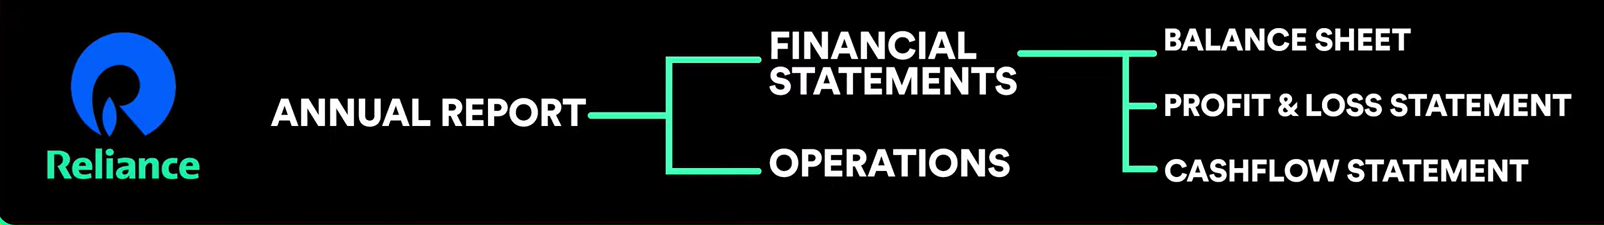 Reliance
ANNUAL REPORT
FINANCIAL
STATEMENTS
OPERATIONS
BALANCE SHEET
PROFIT & LOSS STATEMENT
CASHFLOW STATEMENT